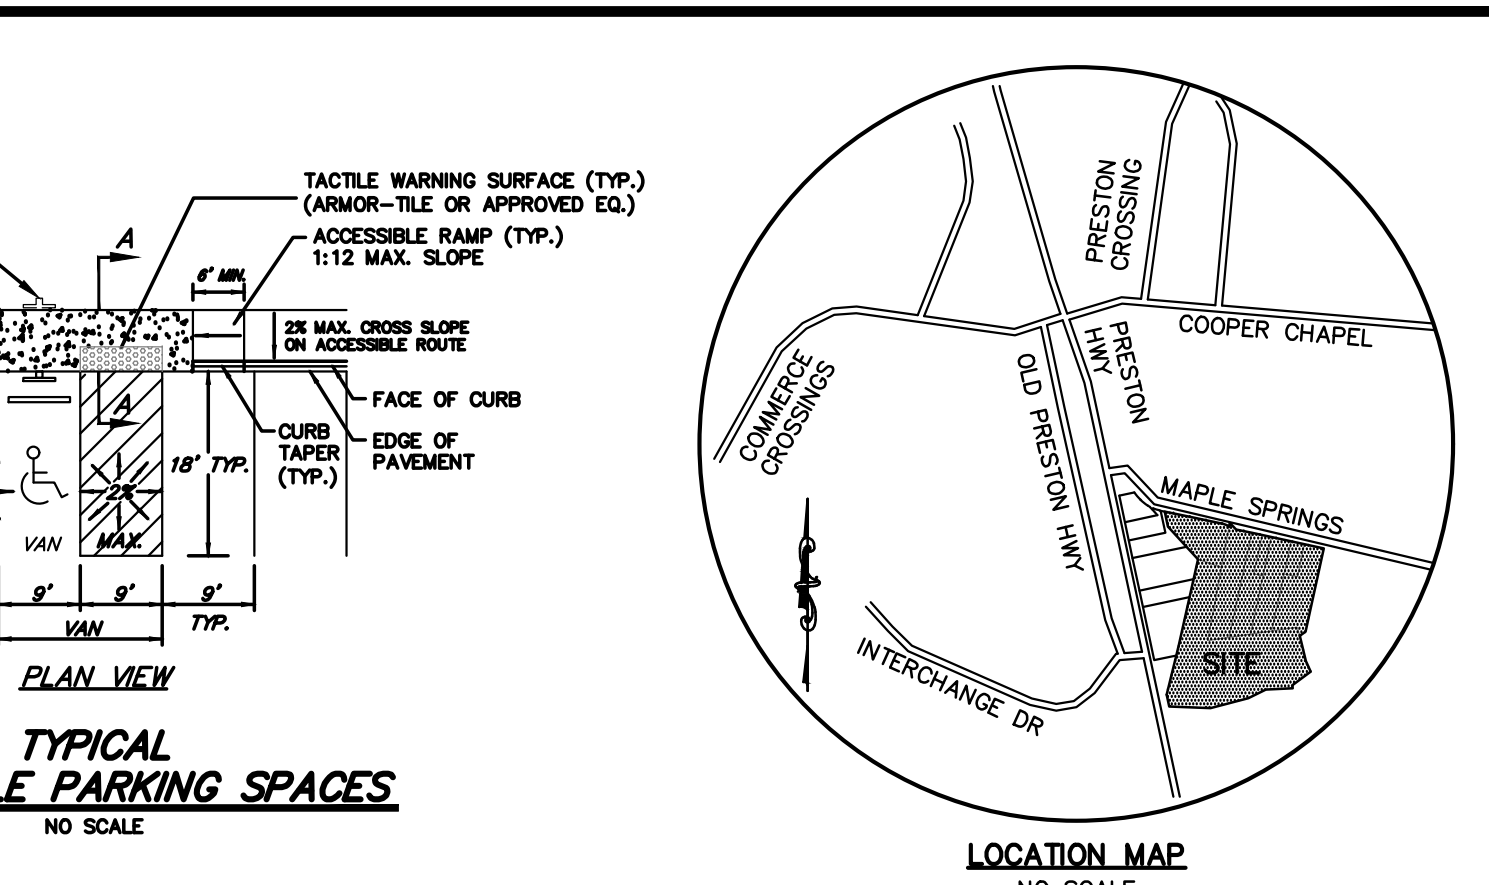 TACTILE WARNING SURFACE (TYP.)
(ARMOR-TILE OR APPROVED EQ.)
ACCESSIBLE RAMP (TYP.)
1:12 MAX. SLOPE
A
6' MIN.
2% MAX. CROSS SLOPE
ON ACCESSIBLE ROUTE
A
FACE OF CURB
CURB
TAPER
(TYP.)
EDGE OF
PAVEMENT
18' TYP.
2%
MAX.
VAN
9'
9'
9'
TYP.
VAN
PLAN VIEW
TYPICAL
PARKING SPACES
NO SCALE
PRESTON
CROSSING
COOPER CHAPEL
PRESTON
HWY
OLD PRESTON HWY
COMMERCE
CROSSINGS
MAPLE SPRINGS
INTERCHANGE DR
SITE
LOCATION MAP
NO SCALE